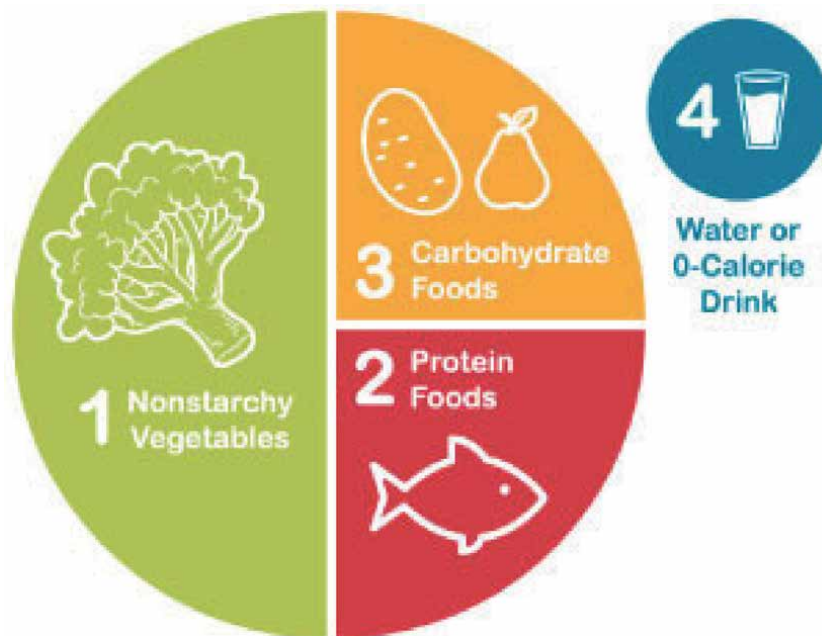 1 Nonstarchy
Vegetables
2 Protein
Foods
3 Carbohydrate
Foods
4
Water or
0-Calorie
Drink